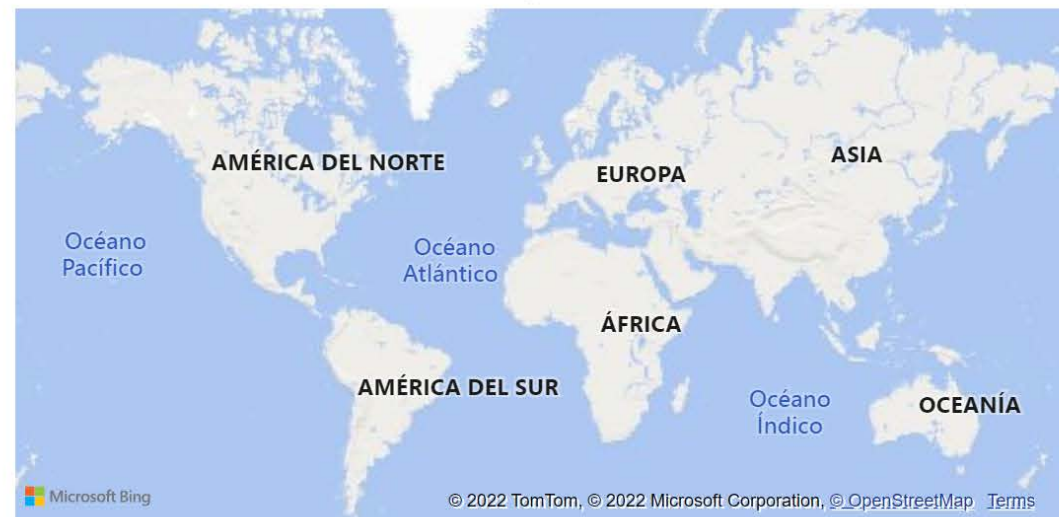 AMÉRICA DEL NORTE
EUROPA
ASIA
Océano
Pacífico
Océano
Atlántico
ÁFRICA
AMÉRICA DEL SUR
Océano
Índico
OCEANÍA
Microsoft Bing
© 2022 TomTom, © 2022 Microsoft Corporation, © OpenStreetMap Terms